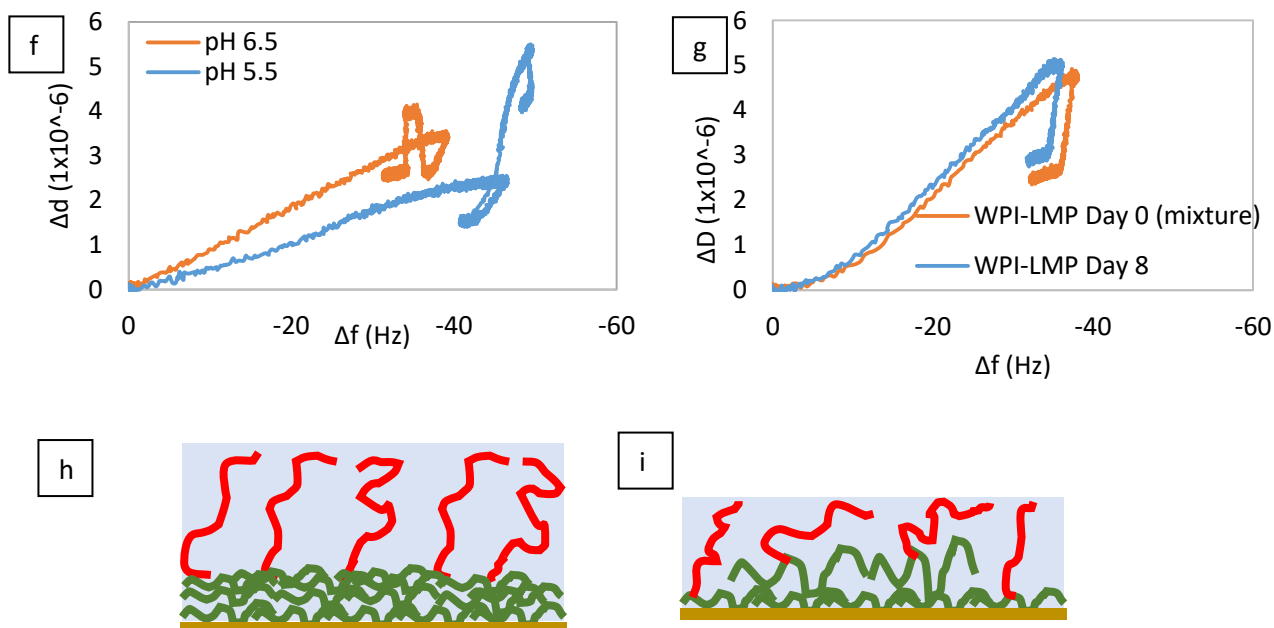 f
6
5
4
3
2
1
0
pH 6.5
pH 5.5
Δd (1x10^-6)
0
-20
-40
-60
Δf (Hz)
g
6
5
4
3
2
1
0
ΔD (1x10^-6)
WPI-LMP Day 0 (mixture)
WPI-LMP Day 8
0
-20
-40
-60
Δf (Hz)
h
i